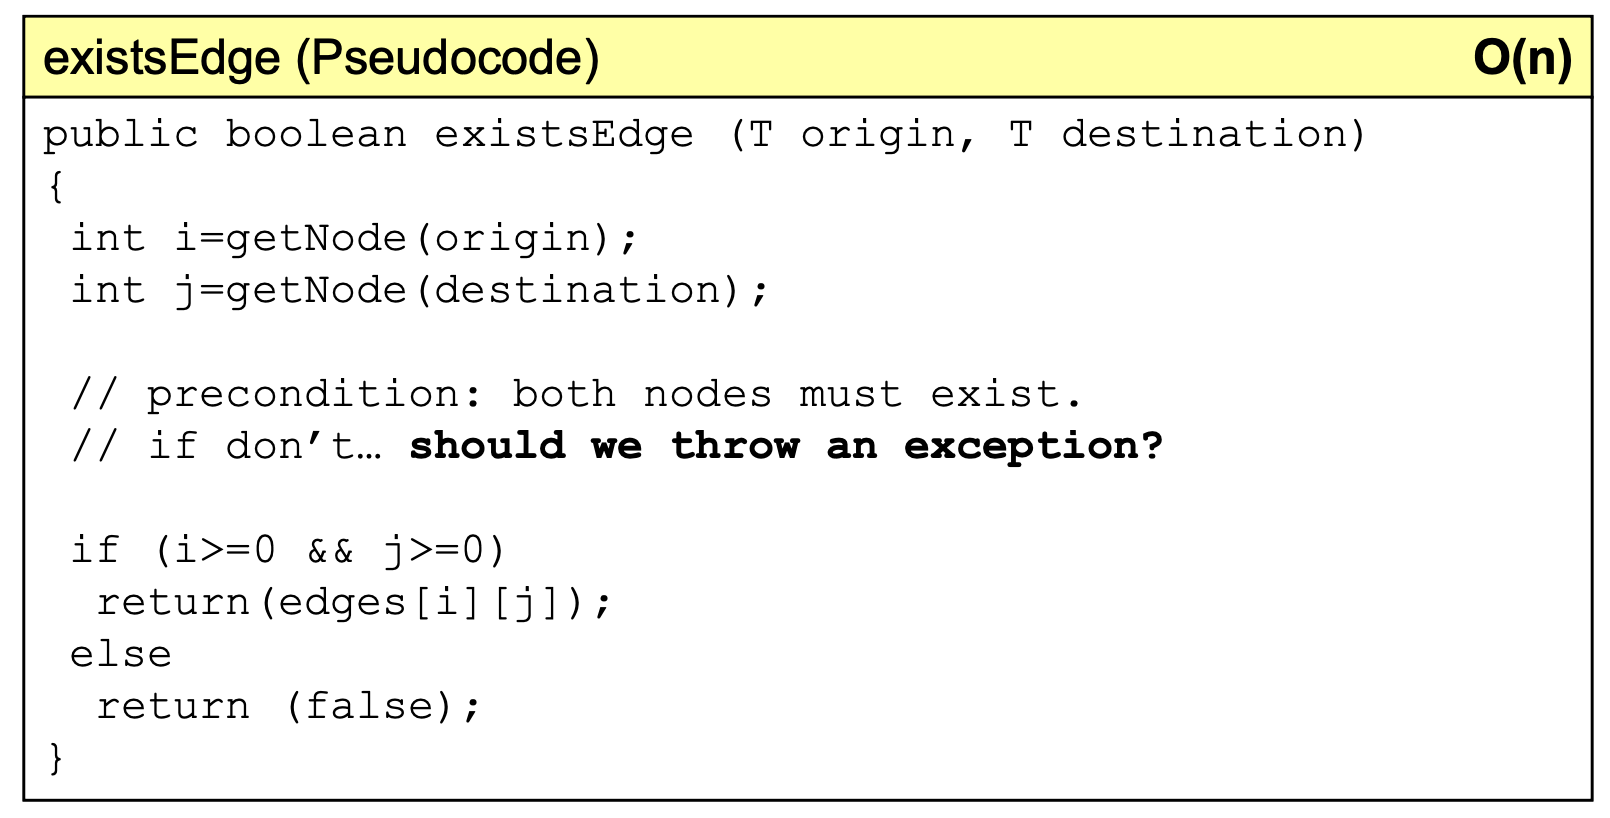 existsEdge (Pseudocode) O(n)
public boolean existsEdge (T origin, T destination)
{
int i=getNode(origin);
int j=getNode(destination);
// precondition: both nodes must exist.
// if don’t… should we throw an exception?
if (i>=0 && j>=0)
return(edges[i][j]);
else
return (false);
}